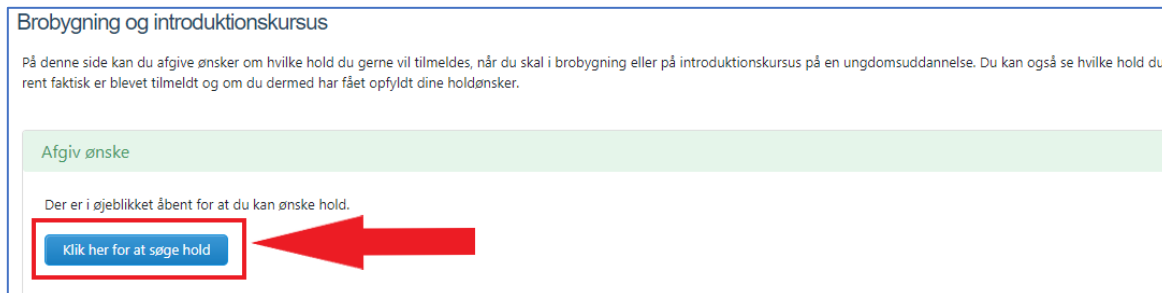 Brobygning og introduktionskursus
På denne side kan du afgive ønsker om hvilke hold du gerne vil tilmeldes, når du skal i brobygning eller på introduktionskursus på en ungdomsuddannelse. Du kan også se hvilke hold du
rent faktisk er blevet tilmeldt og om du dermed har fået opfyldt dine holdønsker.
Afgiv ønske
Der er i øjeblikket åbent for at du kan ønske hold.
Klik her for at søge hold